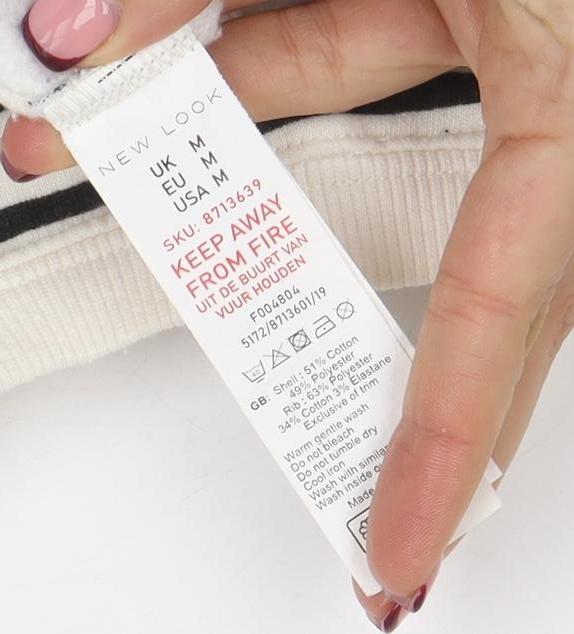 NEW LOOK
UK M
EU M
USA M
SKU: 8713639
KEEP AWAY
FROM FIRE
UIT DE BUURT VAN
VUUR HOUDEN
F004804
5172/8713601/19
40
GB: Shell: 51% Cotton
49% Polyester
Rib: 63% Polyester
34% Cotton 3% Elastane
Exclusive of trim
Warm gentle wash
Do not bleach
Do not tumble dry
Cool iron
Wash with similar
Wash inside
Made